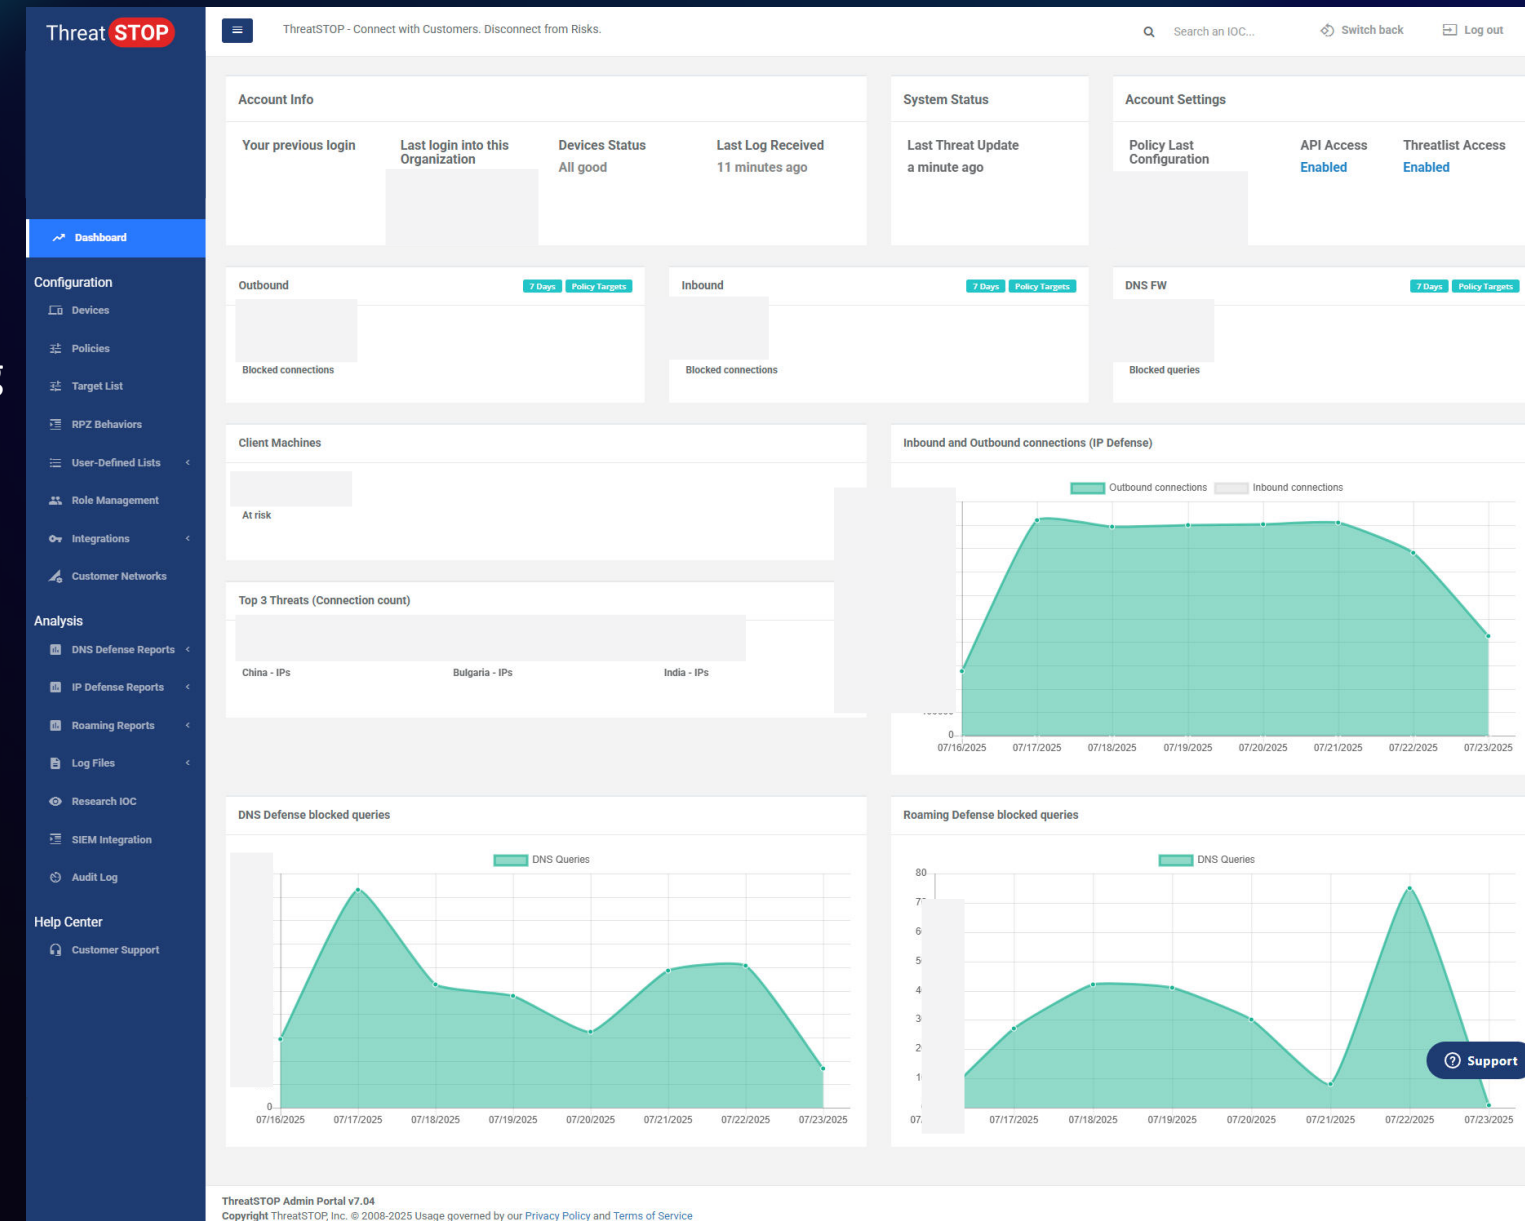 ThreatSTOP
ThreatSTOP - Connect with Customers. Disconnect from Risks.
Search an IOC...
Switch back
Log out
Dashboard
Configuration
Devices
Policies
Target List
RPZ Behaviors
User-Defined Lists
Role Management
Integrations
Customer Networks
Analysis
DNS Defense Reports
IP Defense Reports
Roaming Reports
Log Files
Research IOC
SIEM Integration
Audit Log
Help Center
Customer Support
Account Info
Your previous login
Last login into this
Organization
Devices Status
All good
Last Log Received
11 minutes ago
System Status
Last Threat Update
a minute ago
Account Settings
Policy Last
Configuration
API Access
Enabled
Threatlist Access
Enabled
Outbound
7 Days Policy Targets
Blocked connections
Inbound
7 Days Policy Targets
Blocked connections
DNS FW
7 Days Policy Targets
Blocked queries
Client Machines
At risk
Top 3 Threats (Connection count)
China - IPs
Bulgaria - IPs
India - IPs
Inbound and Outbound connections (IP Defense)
Outbound connections Inbound connections
0
07/16/2025 07/17/2025 07/18/2025 07/19/2025 07/20/2025 07/21/2025 07/22/2025 07/23/2025
DNS Defense blocked queries
DNS Queries
0
07/16/2025 07/17/2025 07/18/2025 07/19/2025 07/20/2025 07/21/2025 07/22/2025 07/23/2025
Roaming Defense blocked queries
DNS Queries
80
07/17/2025 07/18/2025 07/19/2025 07/20/2025 07/21/2025 07/22/2025 07/23/2025
Support
ThreatSTOP Admin Portal v7.04
Copyright ThreatSTOP, Inc. © 2008-2025 Usage governed by our Privacy Policy and Terms of Service